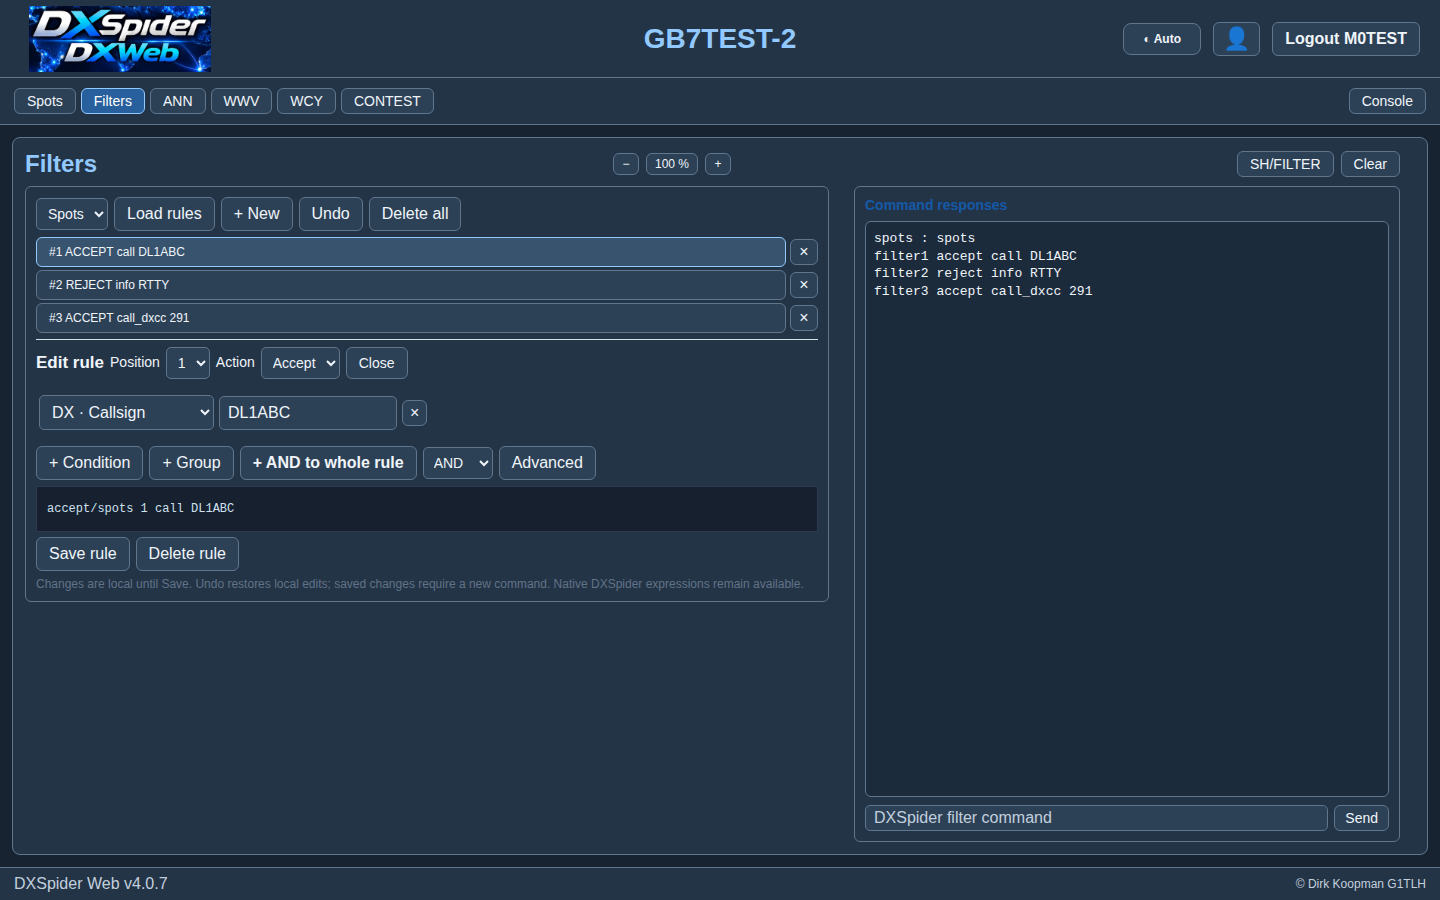 DXSpider
DXWeb
GB7TEST-2
Auto
Logout M0TEST
Spots
Filters
ANN
WWV
WCY
CONTEST
Console
Filters
−
100 %
+
SH/FILTER
Clear
Spots
Load rules
+ New
Undo
Delete all
#1 ACCEPT call DL1ABC
×
#2 REJECT info RTTY
×
#3 ACCEPT call_dxcc 291
×
Edit rule Position 1 Action Accept Close
DX · Callsign DL1ABC ×
+ Condition + Group + AND to whole rule AND Advanced
accept/spots 1 call DL1ABC
Save rule Delete rule
Changes are local until Save. Undo restores local edits; saved changes require a new command. Native DXSpider expressions remain available.
Command responses
spots : spots
filter1 accept call DL1ABC
filter2 reject info RTTY
filter3 accept call_dxcc 291
DXSpider filter command
Send
DXSpider Web v4.0.7
© Dirk Koopman G1TLH